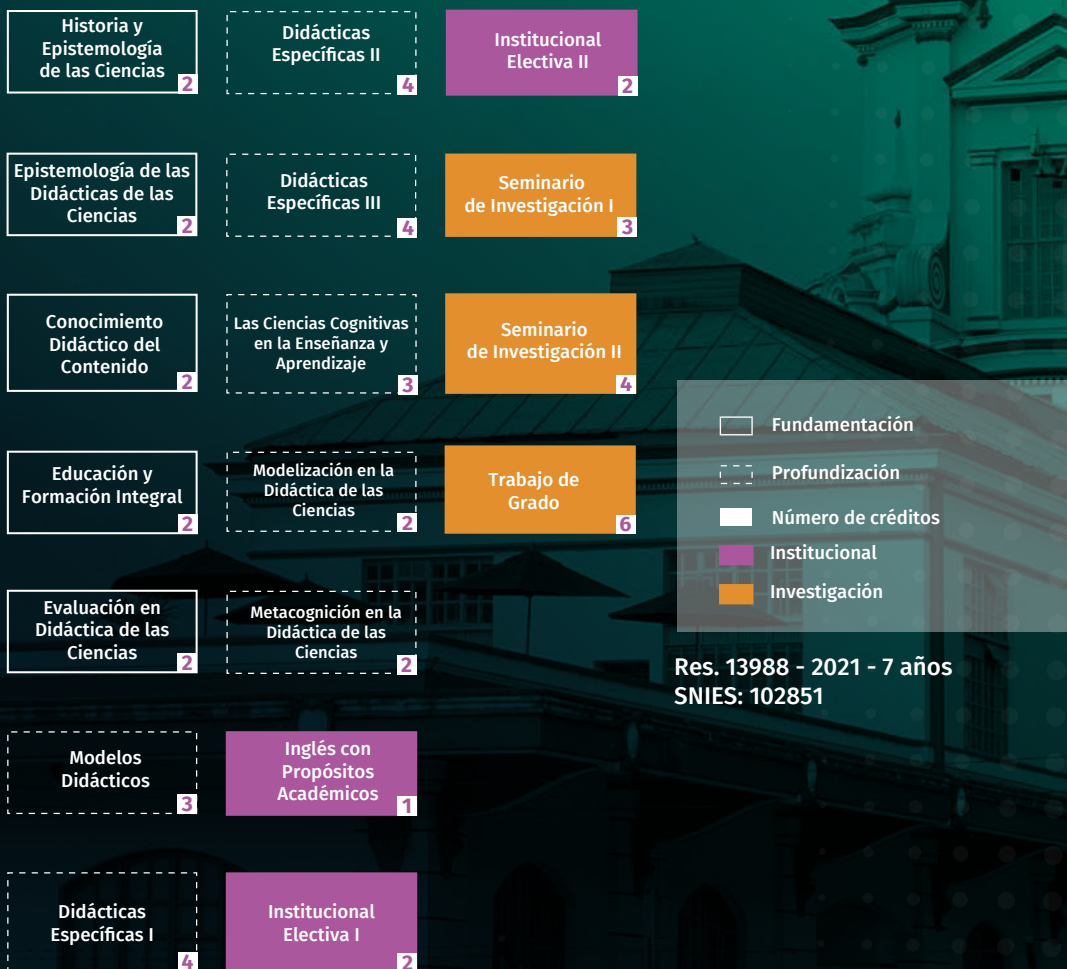 Historia y
Epistemología
de las Ciencias
2
Epistemología de las
Didácticas de las
Ciencias
2
Conocimiento
Didáctico del
Contenido
2
Educación y
Formación Integral
2
Evaluación en
Didáctica de las
Ciencias
2
Modelos
Didácticos
3
Didácticas
Específicas I
4
Didácticas
Específicas II
4
Didácticas
Específicas III
4
Las Ciencias Cognitivas
en la Enseñanza y
Aprendizaje
3
Modelización en la
Didáctica de las
Ciencias
2
Metacognición en la
Didáctica de las
Ciencias
2
Inglés con
Propósitos
Académicos
1
Institucional
Electiva I
2
Institucional
Electiva II
2
Seminario
de Investigación I
3
Seminario
de Investigación II
4
Trabajo de
Grado
6
Fundamentación
Profundización
Número de créditos
Institucional
Investigación
Res. 13988 - 2021 - 7 años
SNIES: 102851